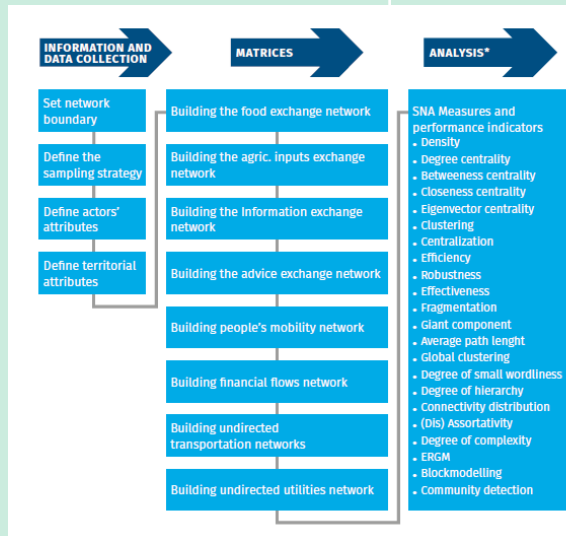 INFORMATION AND
DATA COLLECTION
Set network
boundary
Define the
sampling strategy
Define actors'
attributes
Define territorial
attributes
MATRICES
Building the food exchange network
Building the agric. inputs exchange
network
Building the Information exchange
network
Building the advice exchange network
Building people's mobility network
Building financial flows network
Building undirected
transportation networks
Building undirected utilities network
ANALYSIS*
SNA Measures and
performance indicators
• Density
• Degree centrality
• Betweeness centrality
• Closeness centrality
• Eigenvector centrality
• Clustering
• Centralization
• Efficiency
• Robustness
• Effectiveness
• Fragmentation
• Giant component
• Average path lenght
• Global clustering
• Degree of small wordliness
• Degree of hierarchy
• Connectivity distribution
• (Dis) Assortativity
• Degree of complexity
• ERGM
• Blockmodelling
• Community detection